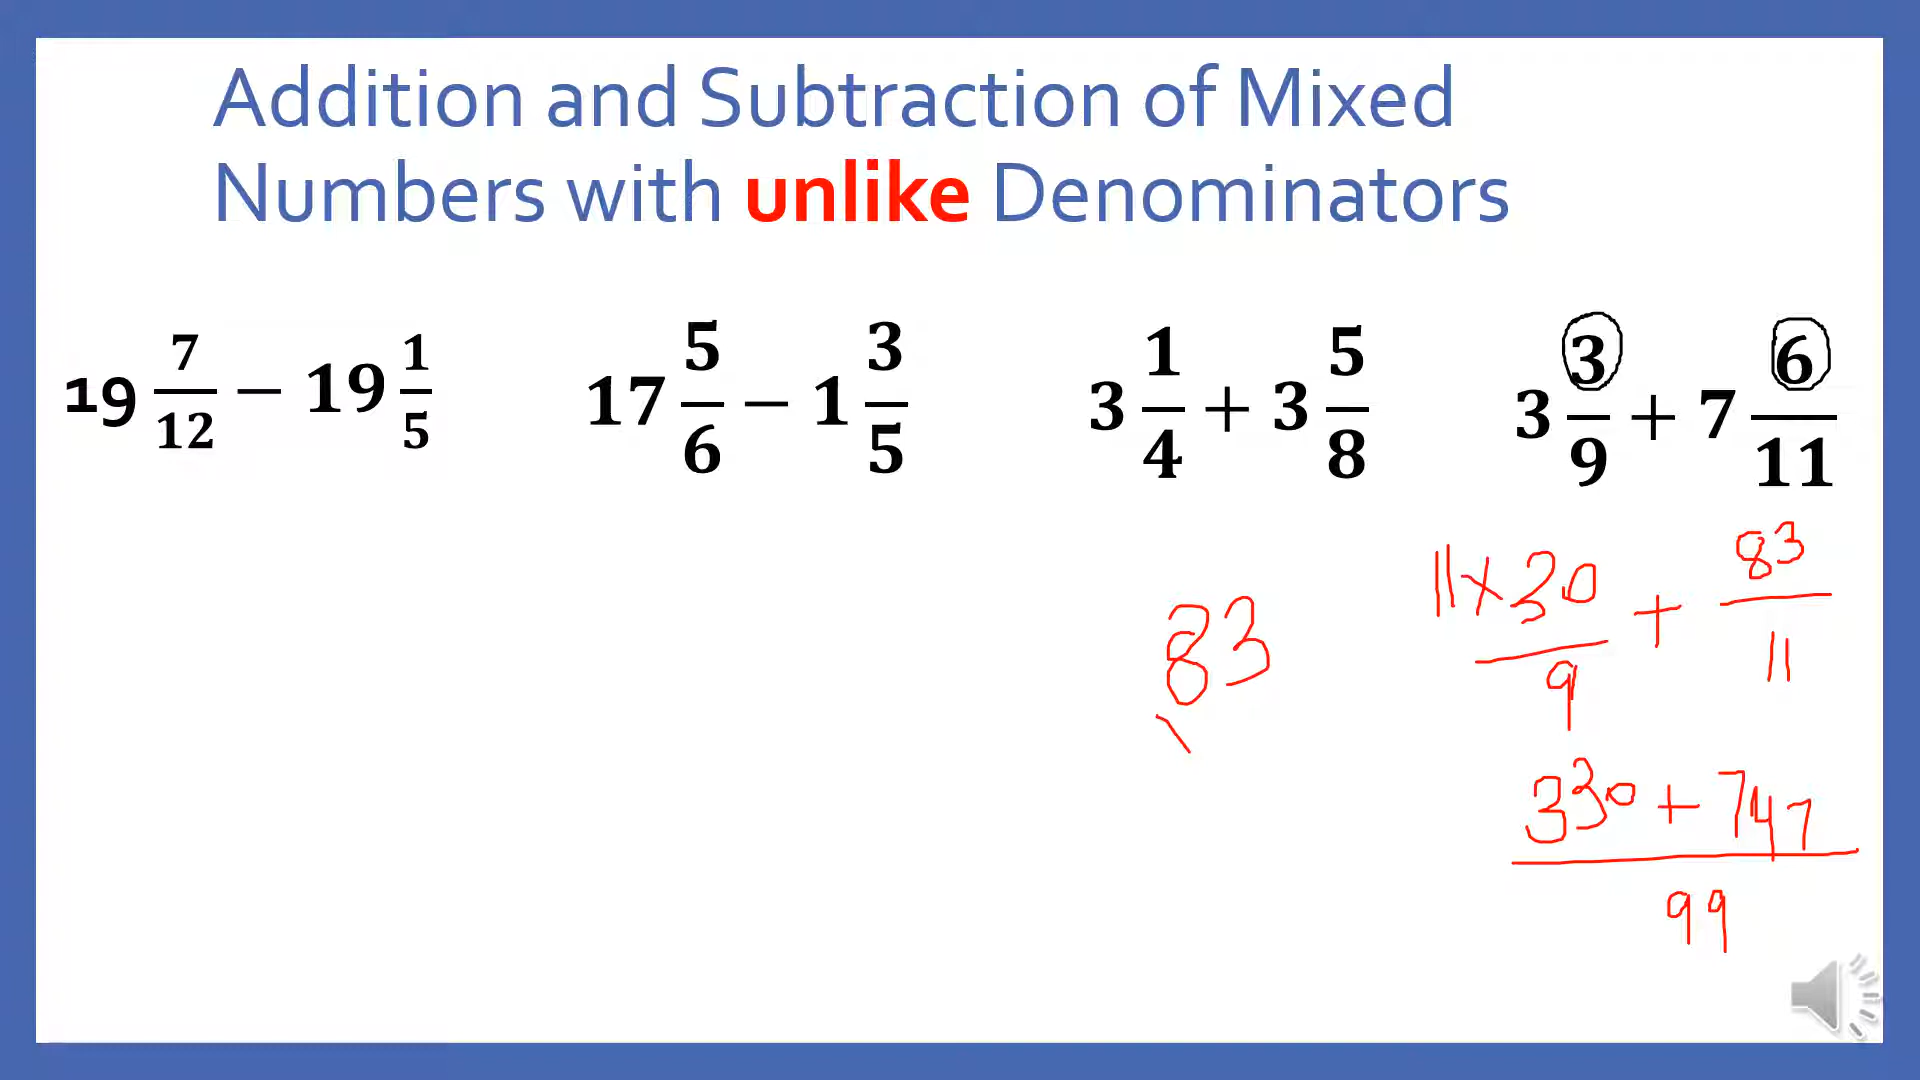 Addition and Subtraction of Mixed
Numbers with unlike Denominators
19 7/12 − 19 1/5
17 5/6 − 1 3/5
3 1/4 + 3 5/8
3 3/9 + 7 6/11
11×30/9 + 83/11
83
330 + 747
99